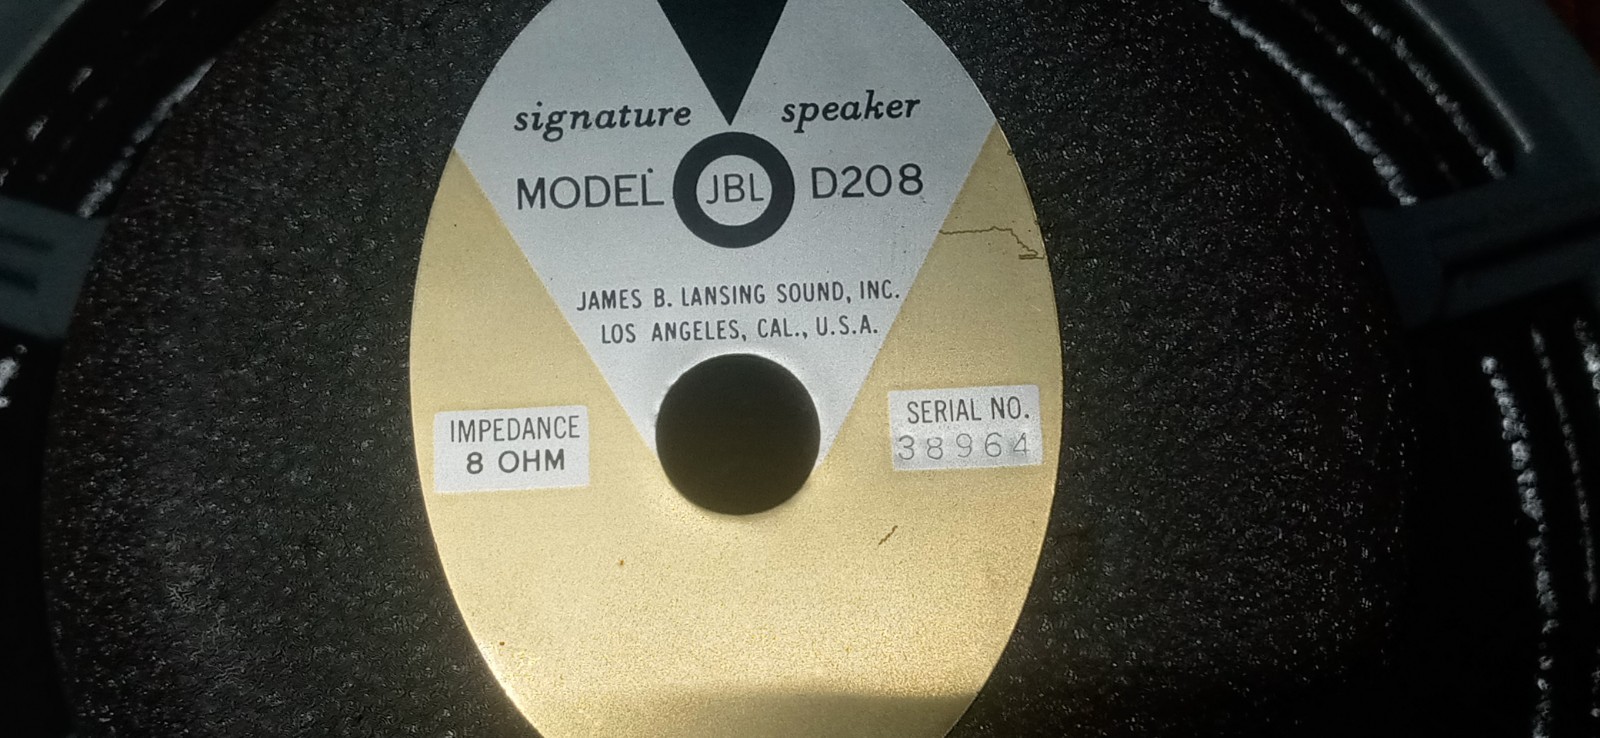 signature speaker
MODEL JBL D208
JAMES B. LANSING SOUND, INC.
LOS ANGELES, CAL., U.S.A.
IMPEDANCE
8 OHM
SERIAL NO.
38964